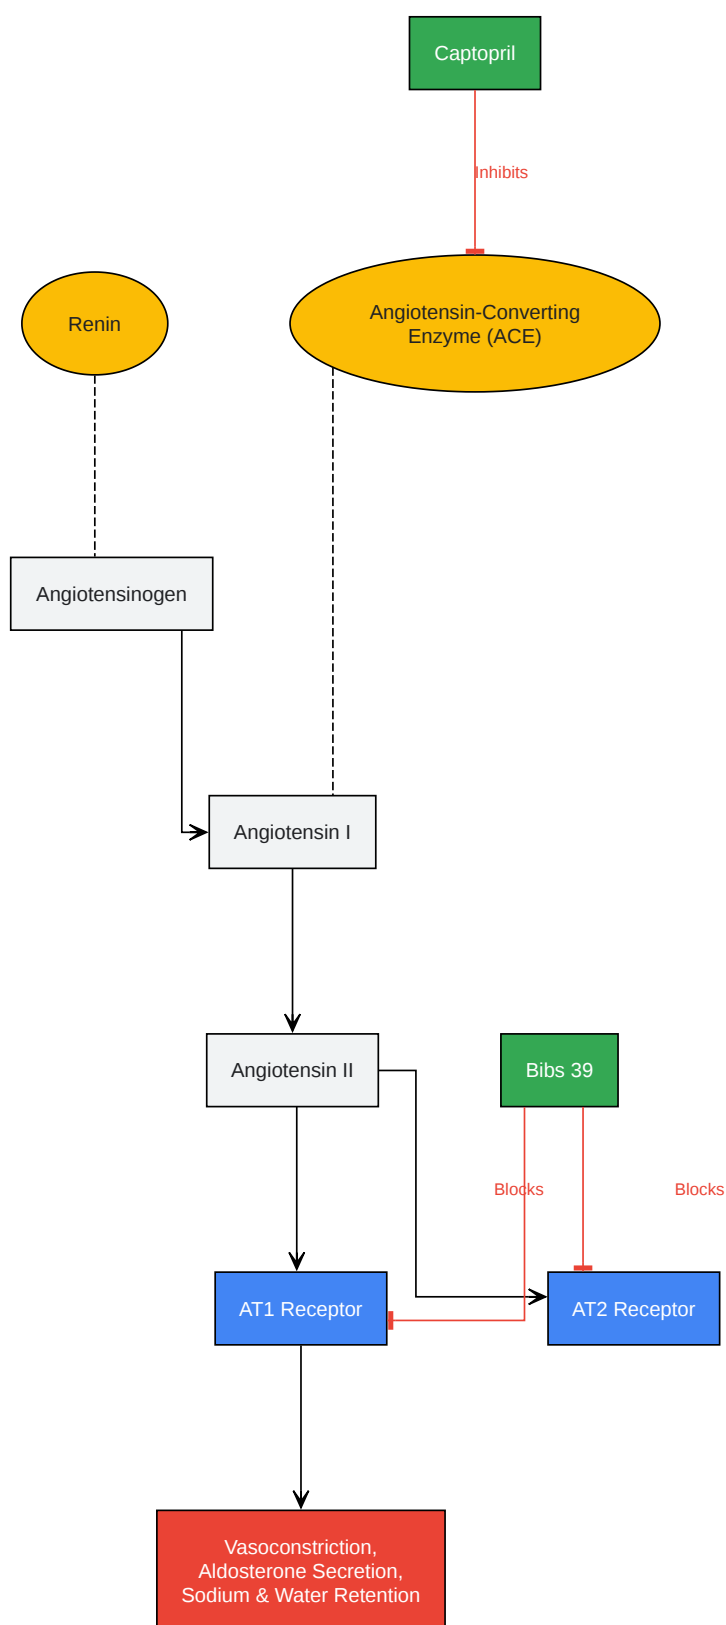 Captopril
Inhibits
Renin
Angiotensin-Converting
Enzyme (ACE)
Angiotensinogen
Angiotensin I
Angiotensin II
Bibs 39
Blocks
Blocks
AT1 Receptor
AT2 Receptor
Vasoconstriction,
Aldosterone Secretion,
Sodium & Water Retention